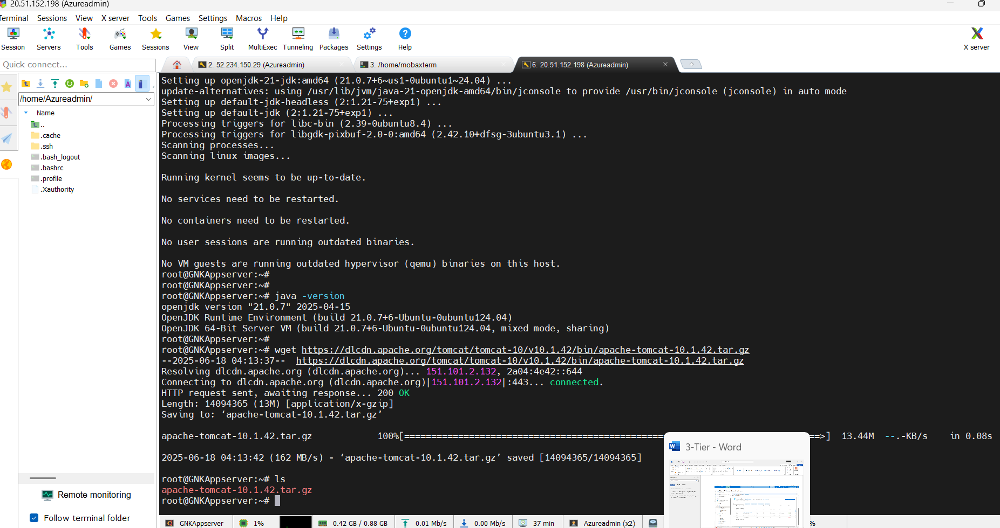 20.51.152.198 (Azureadmin)
Terminal Sessions View X server Tools Games Settings Macros Help
Session Servers Tools Games Sessions View Split MultiExec Tunneling Packages Settings Help X server
Quick connect...
2. 52.234.150.29 (Azureadmin)
3. /home/mobaxterm
6. 20.51.152.198 (Azureadmin)
/home/Azureadmin/
Name
..
.cache
.ssh
.bash_logout
.bashrc
.profile
.Xauthority
Remote monitoring
Follow terminal folder
Setting up openjdk-21-jdk:amd64 (21.0.7+6~us1-0ubuntu1~24.04) ...
update-alternatives: using /usr/lib/jvm/java-21-openjdk-amd64/bin/jconsole to provide /usr/bin/jconsole (jconsole) in auto mode
Setting up default-jdk-headless (2:1.21-75+exp1) ...
Setting up default-jdk (2:1.21-75+exp1) ...
Processing triggers for libc-bin (2.39-0ubuntu8.4) ...
Processing triggers for libgdk-pixbuf-2.0-0:amd64 (2.42.10+dfsg-3ubuntu3.1) ...
Scanning processes...
Scanning linux images...
Running kernel seems to be up-to-date.
No services need to be restarted.
No containers need to be restarted.
No user sessions are running outdated binaries.
No VM guests are running outdated hypervisor (qemu) binaries on this host.
root@GNKAppserver:~#
root@GNKAppserver:~#
root@GNKAppserver:~# java -version
openjdk version "21.0.7" 2025-04-15
OpenJDK Runtime Environment (build 21.0.7+6-Ubuntu-0ubuntu124.04)
OpenJDK 64-Bit Server VM (build 21.0.7+6-Ubuntu-0ubuntu124.04, mixed mode, sharing)
root@GNKAppserver:~#
root@GNKAppserver:~# wget https://dlcdn.apache.org/tomcat/tomcat-10/v10.1.42/bin/apache-tomcat-10.1.42.tar.gz
--2025-06-18 04:13:37-- https://dlcdn.apache.org/tomcat/tomcat-10/v10.1.42/bin/apache-tomcat-10.1.42.tar.gz
Resolving dlcdn.apache.org (dlcdn.apache.org)... 151.101.2.132, 2a04:4e42::644
Connecting to dlcdn.apache.org (dlcdn.apache.org)|151.101.2.132|:443... connected.
HTTP request sent, awaiting response... 200 OK
Length: 14094365 (13M) [application/x-gzip]
Saving to: ‘apache-tomcat-10.1.42.tar.gz’
apache-tomcat-10.1.42.tar.gz 100%[================================================ ==>] 13.44M --.-KB/s in 0.08s
2025-06-18 04:13:42 (162 MB/s) - ‘apache-tomcat-10.1.42.tar.gz’ saved [14094365/14094365]
root@GNKAppserver:~# ls
apache-tomcat-10.1.42.tar.gz
root@GNKAppserver:~#
3-Tier - Word
GNKAppserver 1% 0.42 GB / 0.88 GB 0.01 Mb/s 0.00 Mb/s 37 min Azureadmin (x2) %